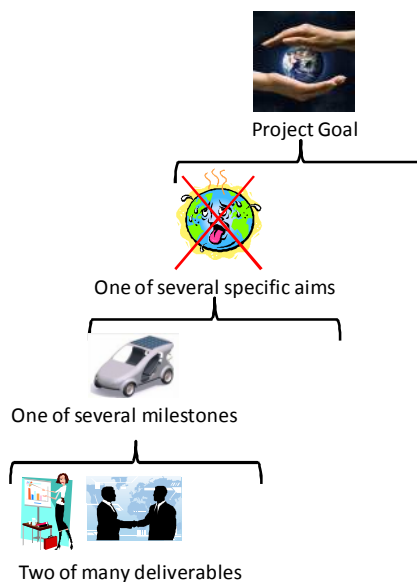 Project Goal
One of several specific aims
One of several milestones
Two of many deliverables